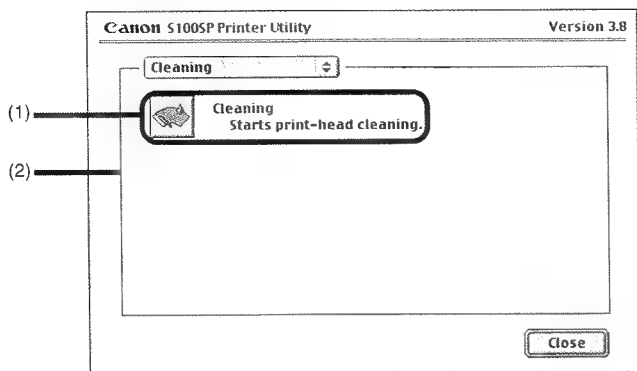 Canon S100SP Printer Utility Version 3.8
Cleaning
(1)
Cleaning
Starts print-head cleaning.
(2)
Close